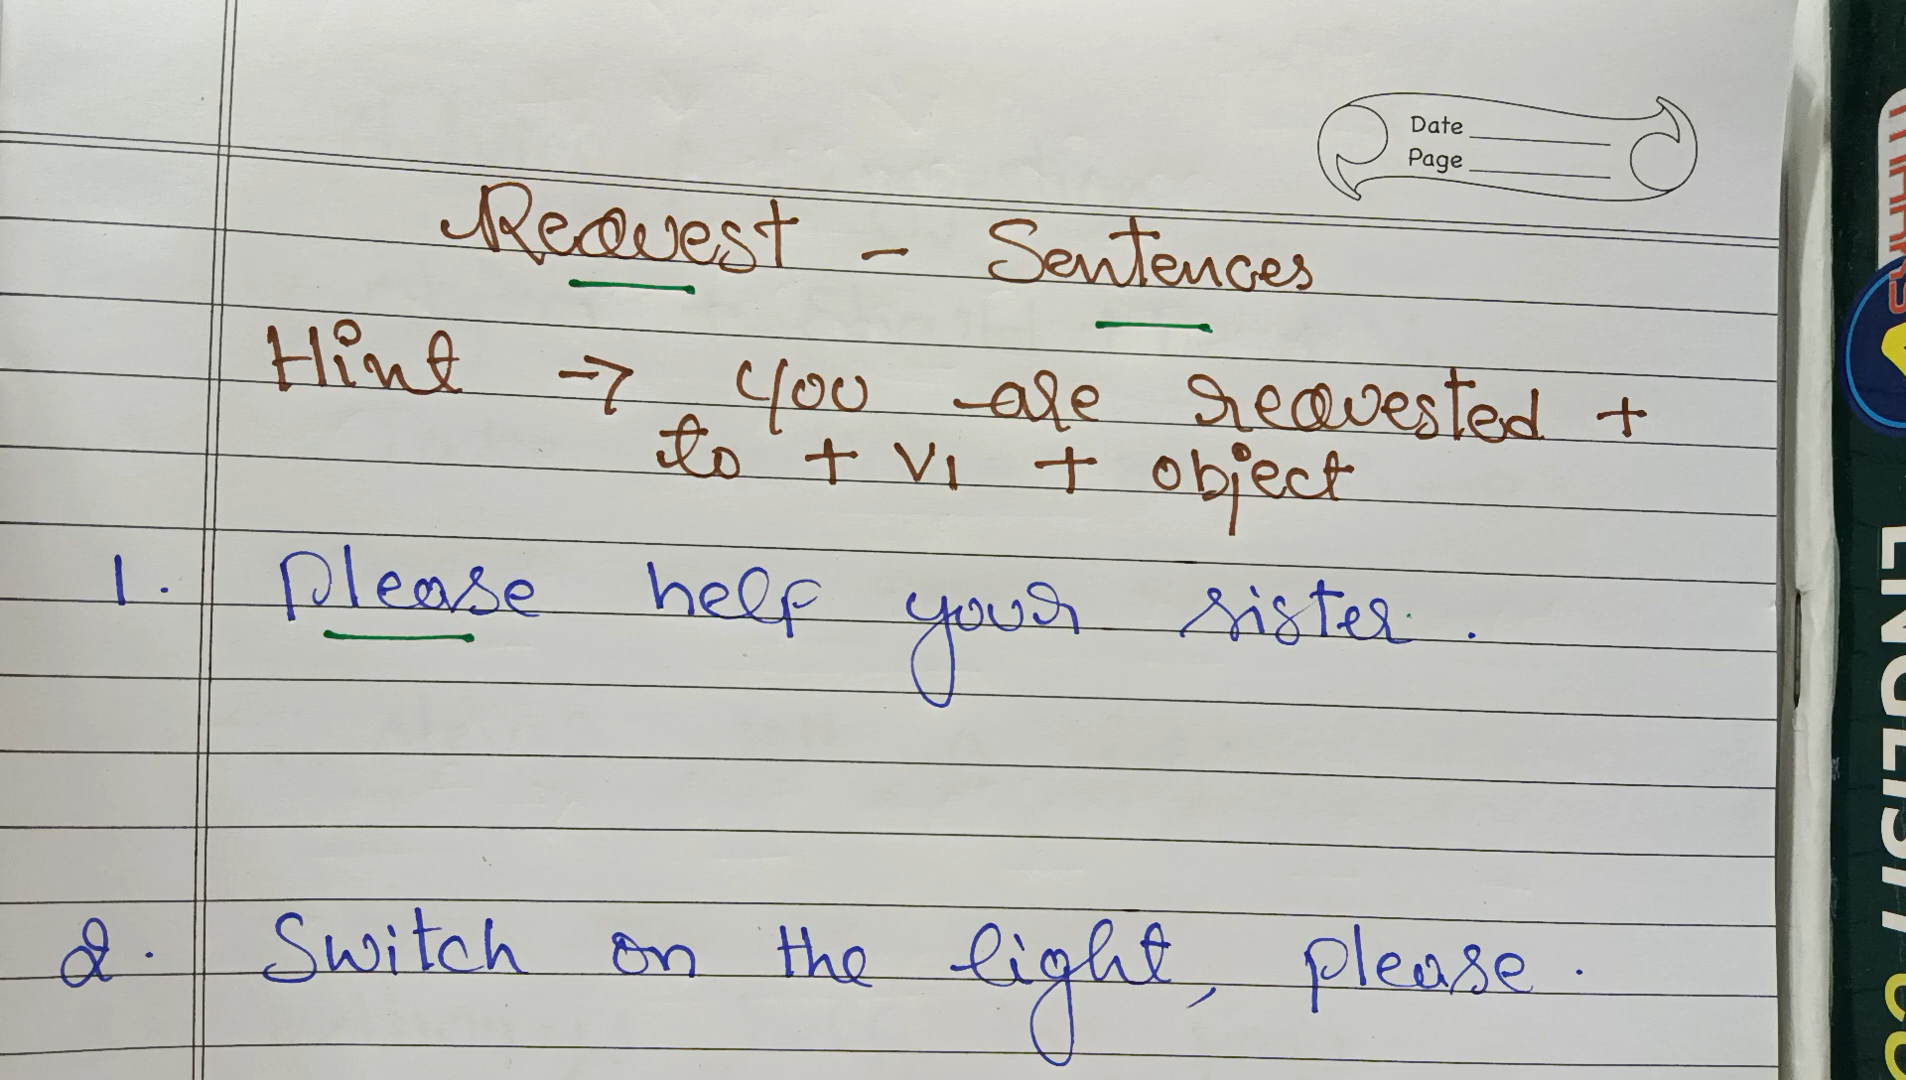 Date
Page
Request - Sentences
Hint → You are requested +
to + V1 + object
1. Please help your sister.
2. Switch on the light, please.
ENGLISH